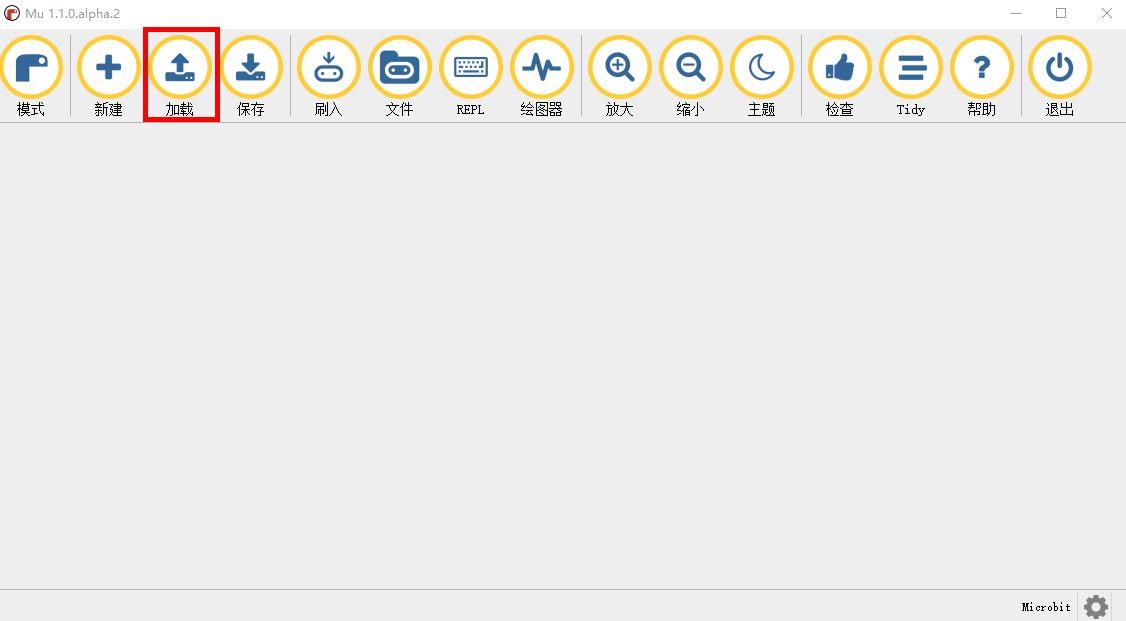 Mu 1.1.0.alpha.2
模式 新建 加载 保存 刷入 文件 REPL 绘图器 放大 缩小 主题 检查 Tidy 帮助 退出
Microbit